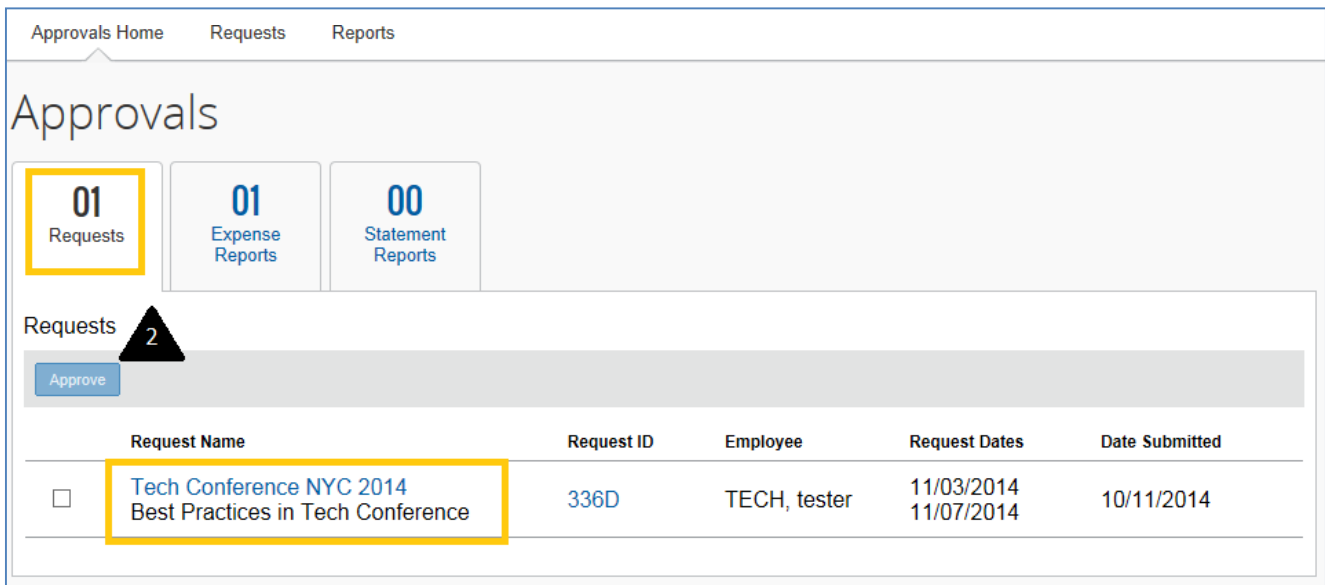 Approvals Home Requests Reports
Approvals
01
Requests
01
Expense
Reports
00
Statement
Reports
Requests
2
Approve
Request Name Request ID Employee Request Dates Date Submitted
Tech Conference NYC 2014
Best Practices in Tech Conference
336D
TECH, tester
11/03/2014
11/07/2014
10/11/2014